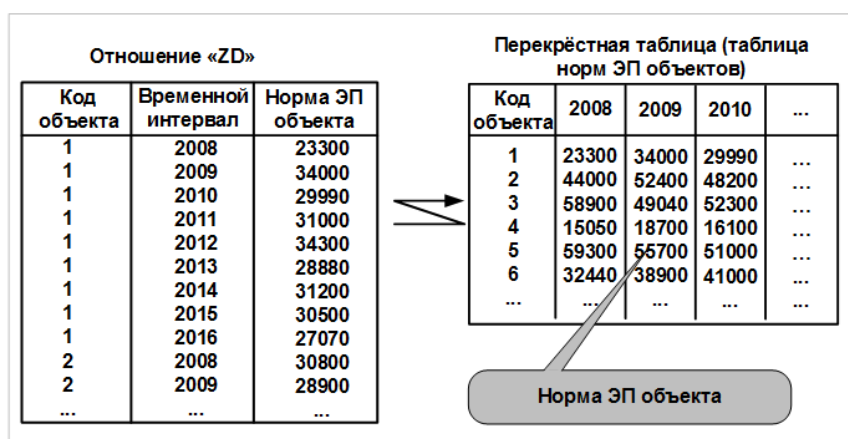 Отношение «ZD»
Код объекта Временной интервал Норма ЭП объекта
1 2008 23300
1 2009 34000
1 2010 29990
1 2011 31000
1 2012 34300
1 2013 28880
1 2014 31200
1 2015 30500
1 2016 27070
2 2008 30800
2 2009 28900
... ... ...
Перекрёстная таблица (таблица
норм ЭП объектов)
Код объекта 2008 2009 2010 ...
1 23300 34000 29990 ...
2 44000 52400 48200 ...
3 58900 49040 52300 ...
4 15050 18700 16100 ...
5 59300 55700 51000 ...
6 32440 38900 41000 ...
... ... ... ... ...
Норма ЭП объекта